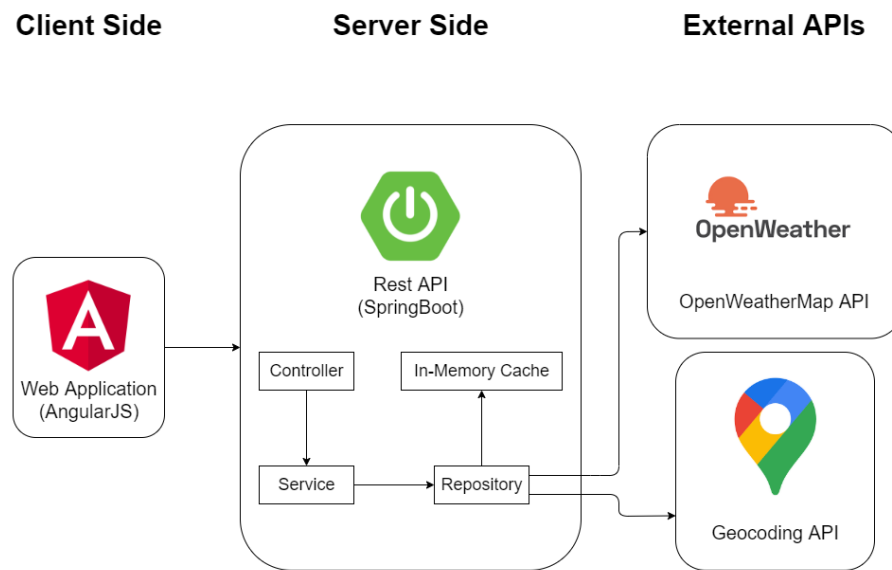 Client Side
Server Side
External APIs
A
Web Application
(AngularJS)
Rest API
(SpringBoot)
Controller
In-Memory Cache
Service
Repository
OpenWeather
OpenWeatherMap API
Geocoding API